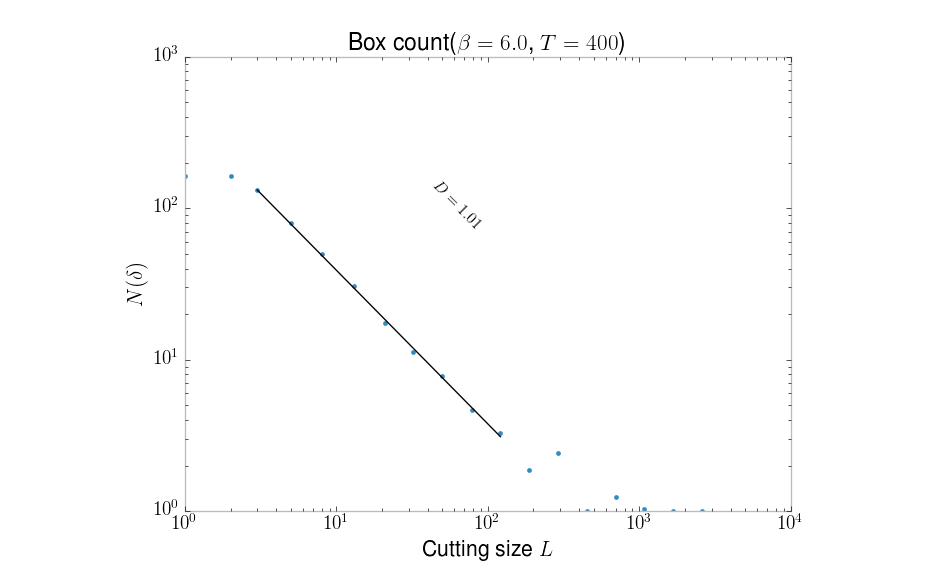 Box count(β = 6.0, T = 400)
10³
10²
10¹
10⁰
N(δ)
D = 1.01
10⁰ 10¹ 10² 10³ 10⁴
Cutting size L